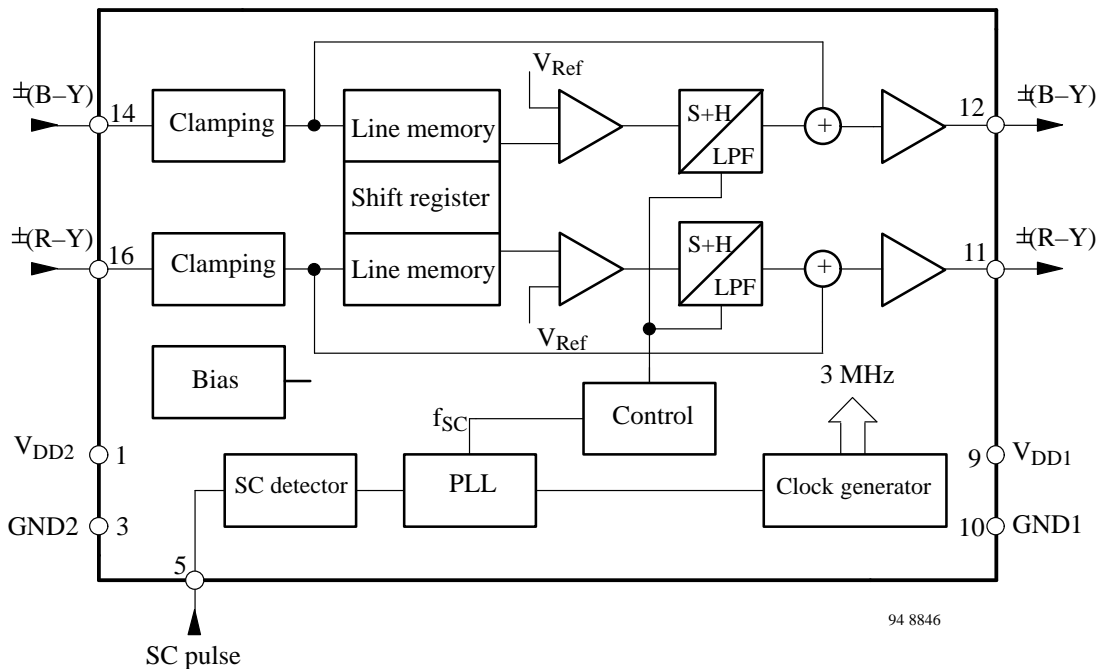 ±(B–Y)
14
Clamping
Line memory
V_Ref
S+H
LPF
+
12
±(B–Y)
Shift register
±(R–Y)
16
Clamping
Line memory
V_Ref
S+H
LPF
+
11
±(R–Y)
Bias
f_SC
Control
3 MHz
V_DD2
1
SC detector
PLL
Clock generator
9
V_DD1
GND2
3
10
GND1
5
SC pulse
94 8846